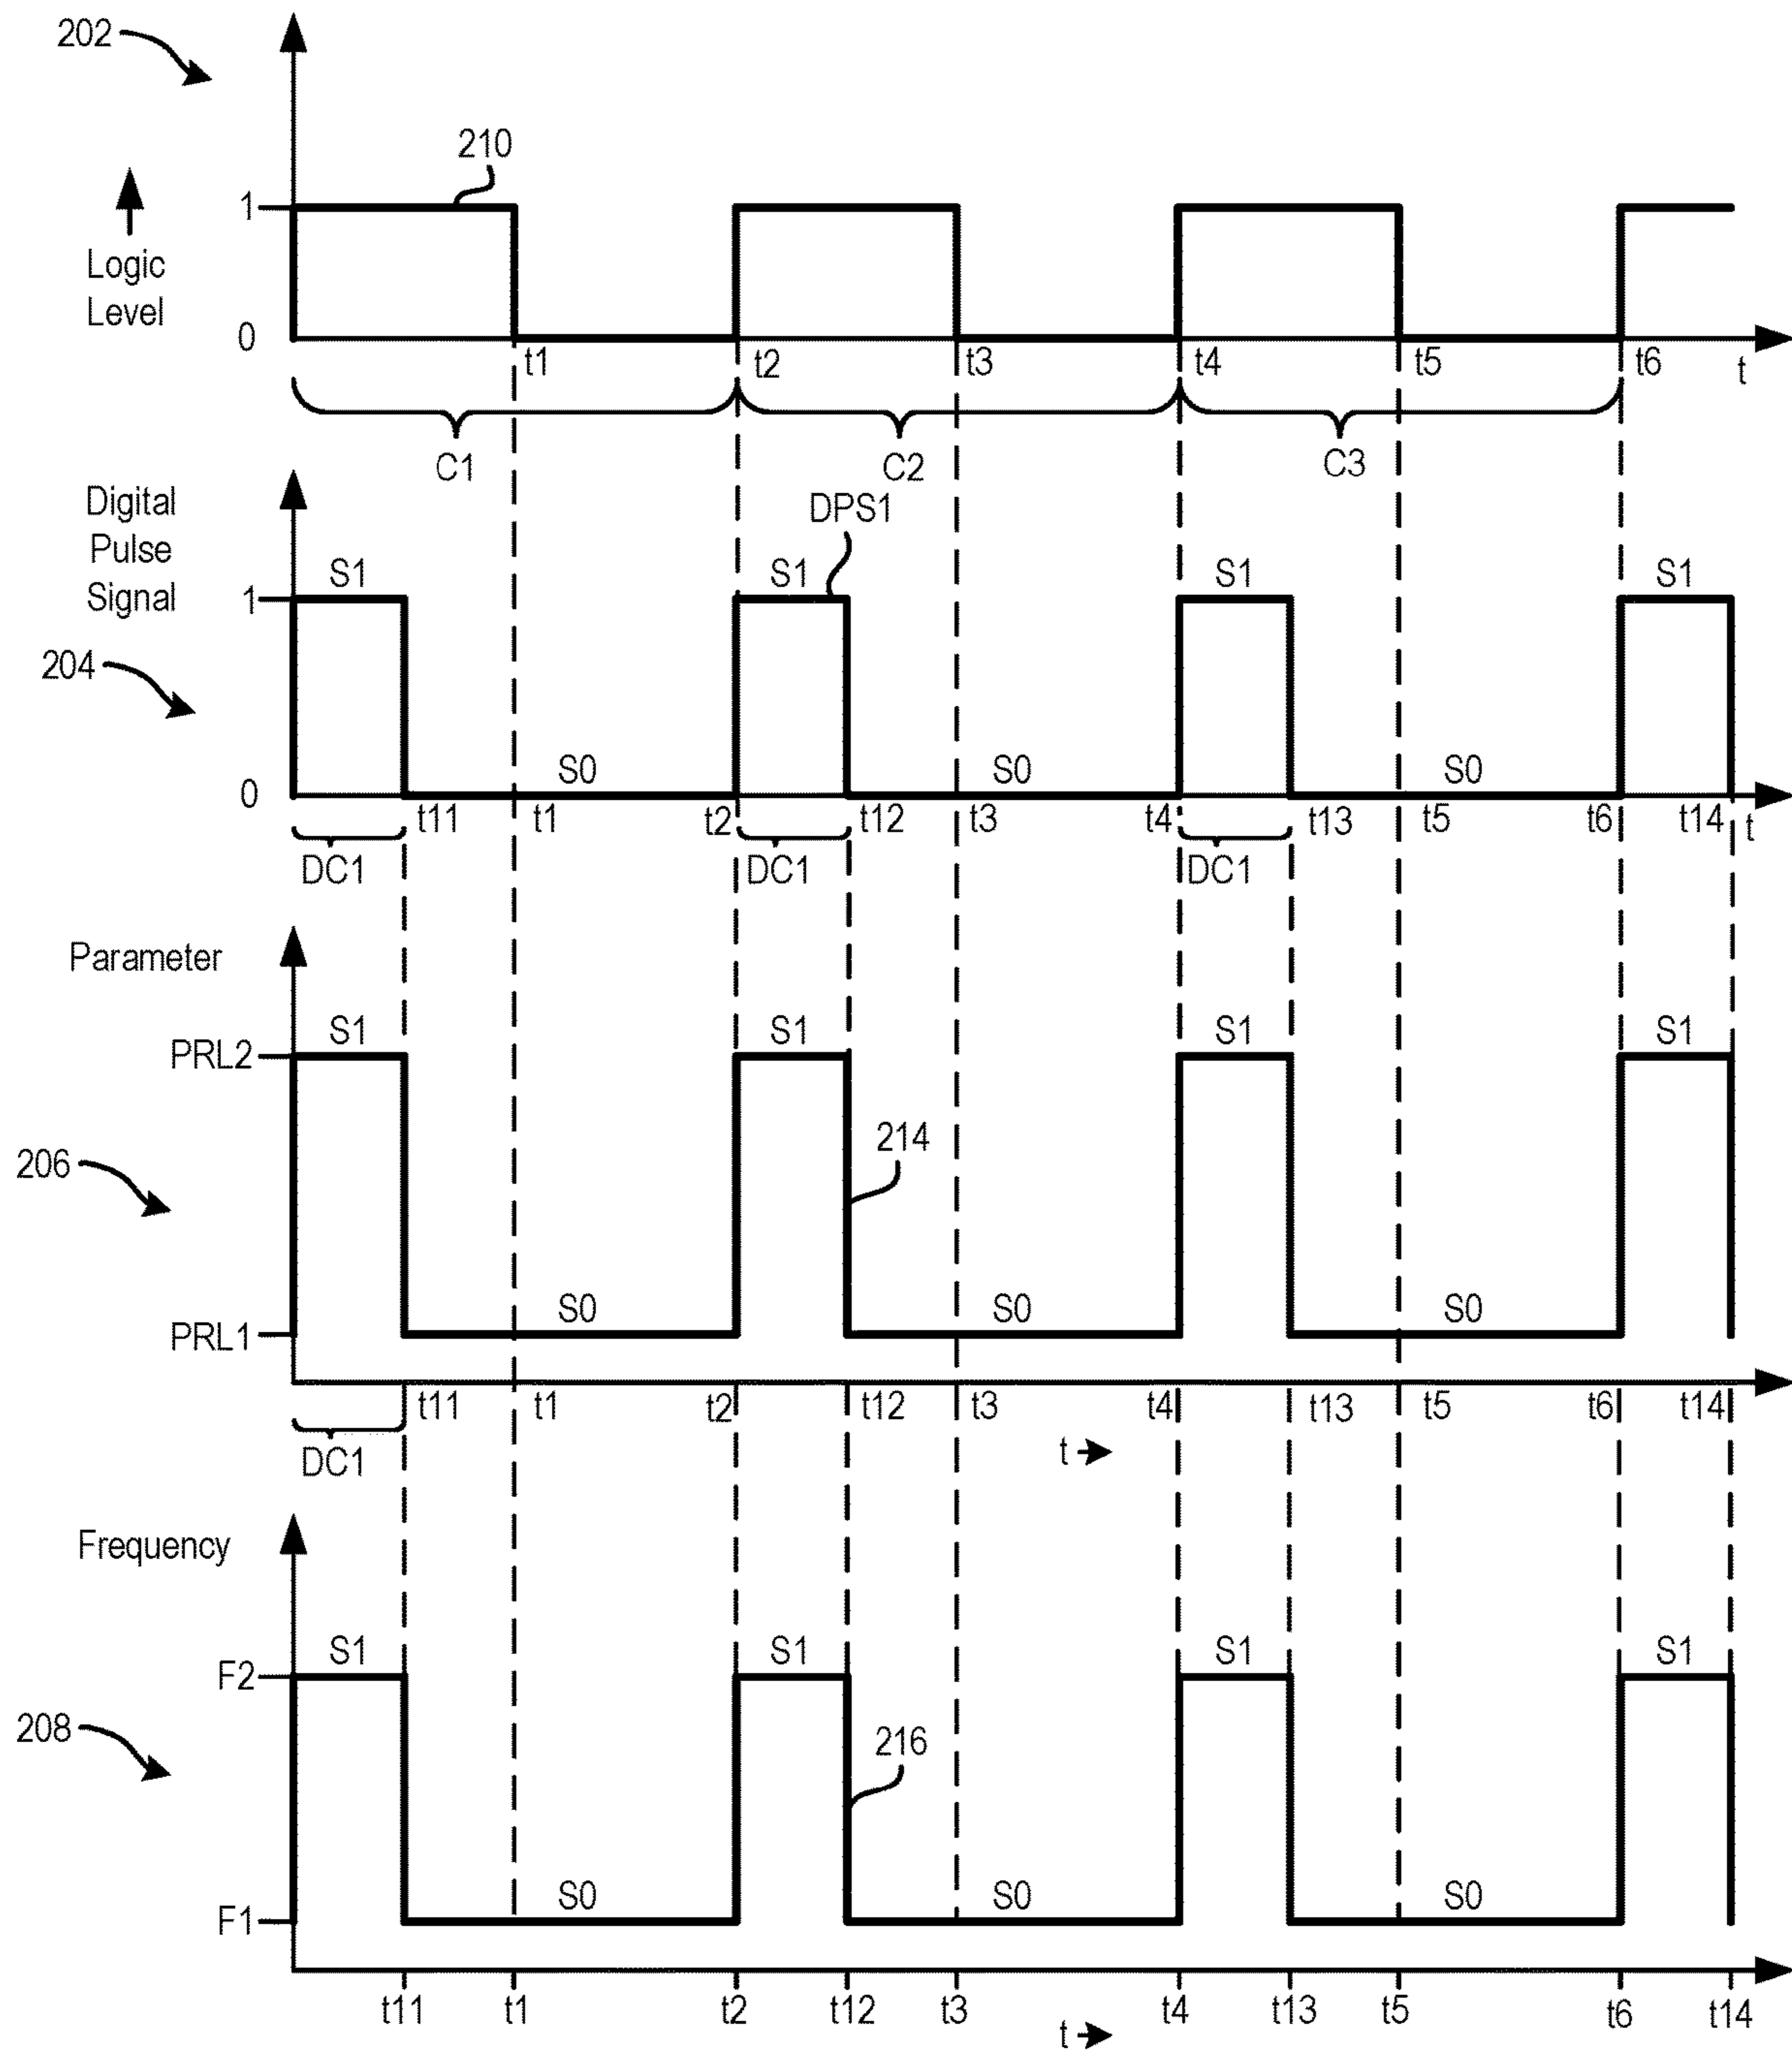 202
210
1
Logic
Level
0
t1
t2
t3
t4
t5
t6
t
C1
C2
C3
Digital
Pulse
Signal
DPS1
S1
S1
S1
S1
1
204
S0
S0
S0
0
t11
t1
t2
t12
t3
t4
t13
t5
t6
t14
t
DC1
DC1
DC1
Parameter
S1
S1
S1
S1
PRL2
214
206
S0
S0
S0
PRL1
t11
t1
t2
t12
t3
t4
t13
t5
t6
t14
DC1
t
Frequency
S1
S1
S1
S1
F2
208
216
S0
S0
S0
F1
t11
t1
t2
t12
t3
t4
t13
t5
t6
t14
t